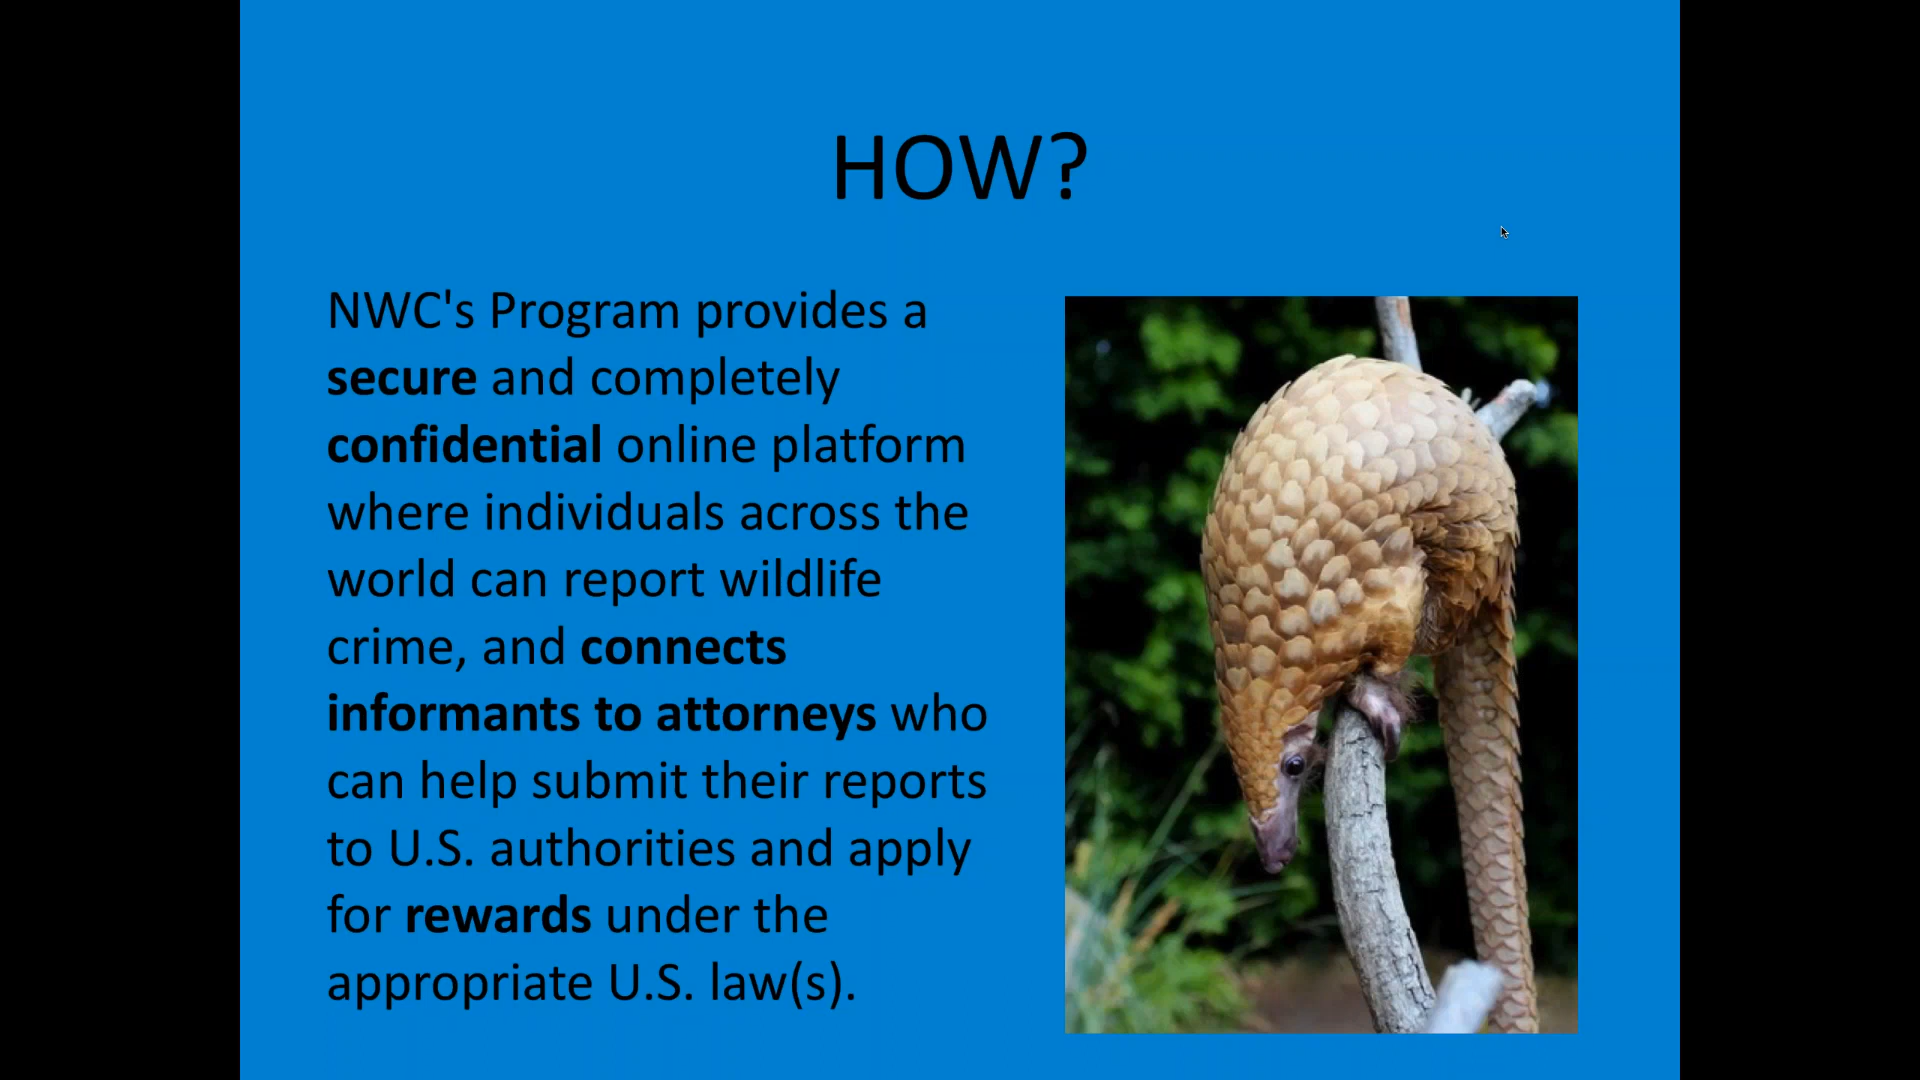 HOW?
NWC's Program provides a
secure and completely
confidential online platform
where individuals across the
world can report wildlife
crime, and connects
informants to attorneys who
can help submit their reports
to U.S. authorities and apply
for rewards under the
appropriate U.S. law(s).